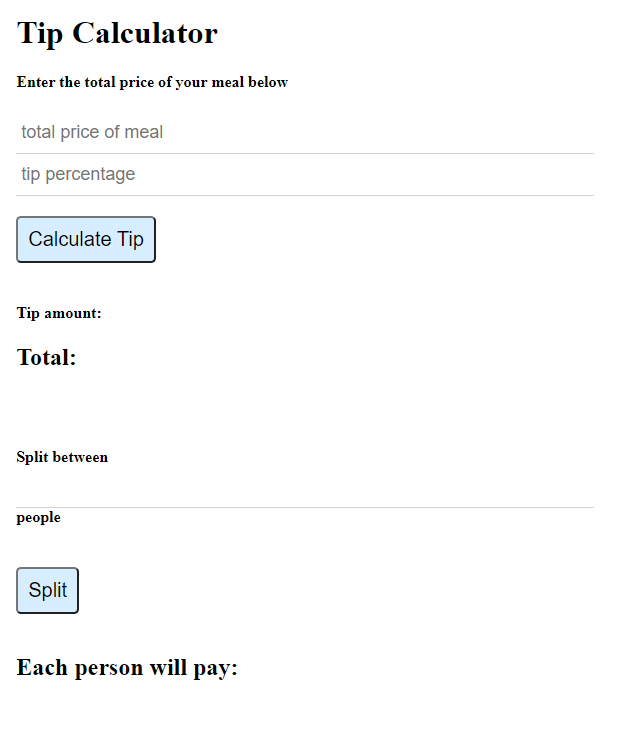 Tip Calculator
Enter the total price of your meal below
total price of meal
tip percentage
Calculate Tip
Tip amount:
Total:
Split between
people
Split
Each person will pay: